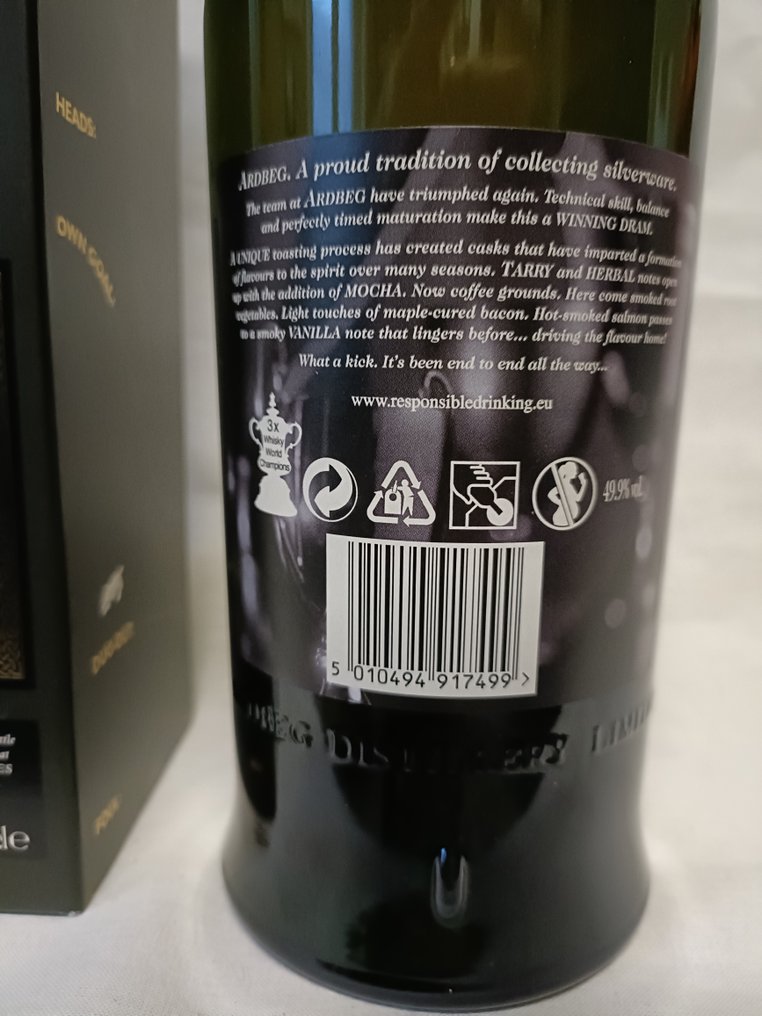 HEADS:
OWN GOAL:
DUG-OUT:
FOUL:
ARDBEG. A proud tradition of collecting silverware.
The team at ARDBEG have triumphed again. Technical skill, balance
and perfectly timed maturation make this a WINNING DRAM.
A UNIQUE toasting process has created casks that have imparted a formation
of flavours to the spirit over many seasons. TARRY and HERBAL notes open
up with the addition of MOCHA. Now coffee grounds. Here come smoked root
vegetables. Light touches of maple-cured bacon. Hot-smoked salmon passes
to a smoky VANILLA note that lingers before... driving the flavour home!
What a kick. It's been end to end all the way...
www.responsibledrinking.eu
3x
Whisky
World
Champions
49.9% vol.
5 010494 917499 >
DISTILLERY